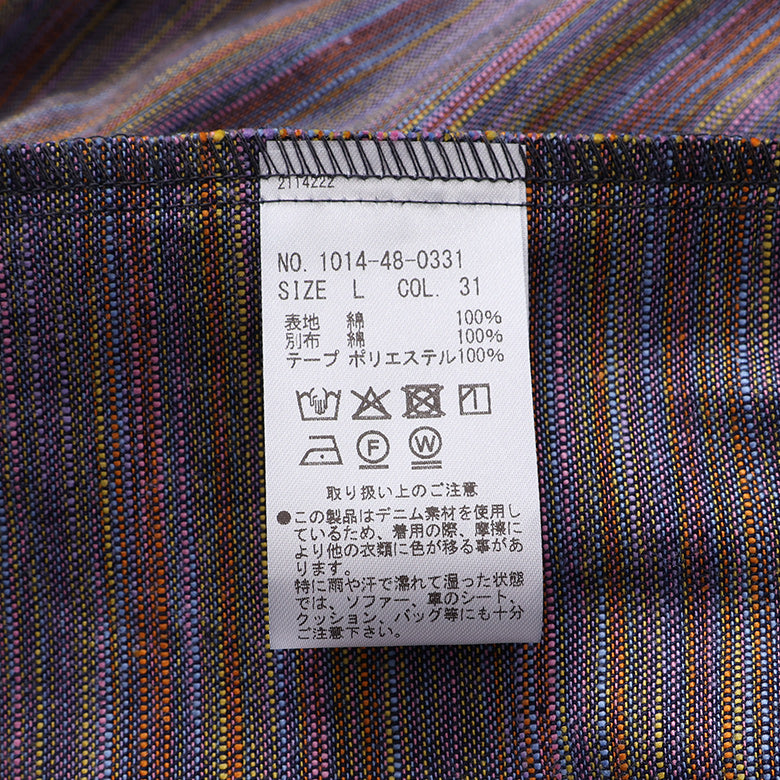 2114222
NO. 1014-48-0331
SIZE L COL. 31
表地 綿 100%
別布 綿 100%
テープ ポリエステル100%
1
F W
取り扱い上のご注意
●この製品はデニム素材を使用し
ているため、着用の際、摩擦に
より他の衣類に色が移る事があ
ります。
特に雨や汗で濡れて湿った状態
では、ソファー、車のシート、
クッション、バッグ等にも十分
ご注意下さい。